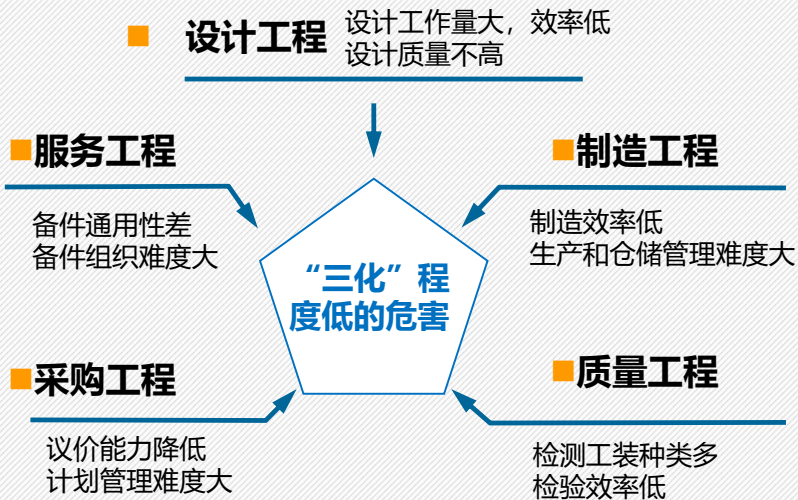 设计工程
设计工作量大，效率低
设计质量不高
服务工程
备件通用性差
备件组织难度大
制造工程
制造效率低
生产和仓储管理难度大
“三化”程
度低的危害
采购工程
议价能力降低
计划管理难度大
质量工程
检测工装种类多
检验效率低